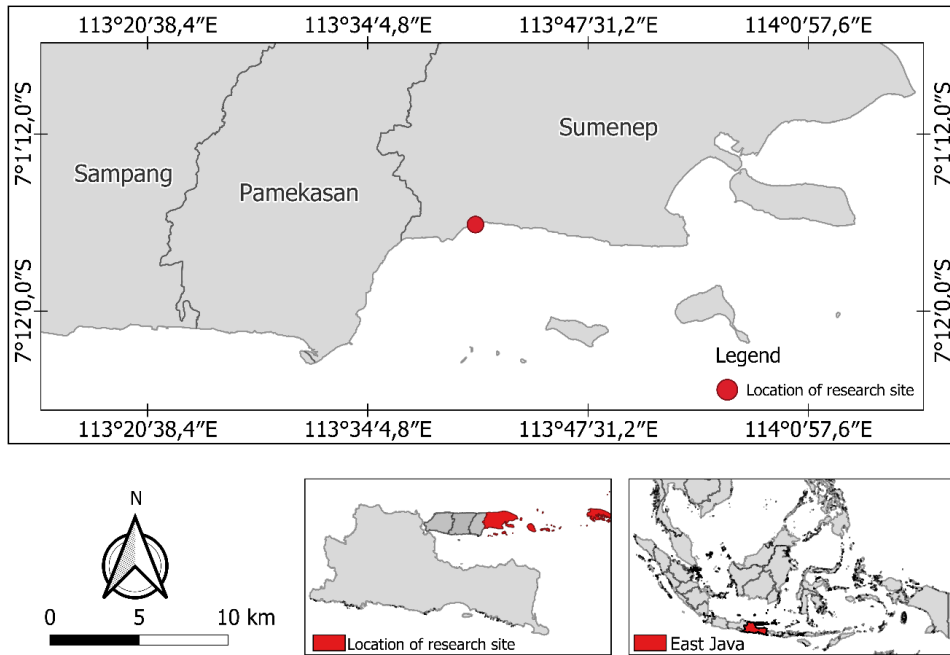 113°20′38,4″E 113°34′4,8″E 113°47′31,2″E 114°0′57,6″E
7°1′12,0″S
7°1′12,0″S
Sumenep
Sampang
Pamekasan
7°12′0,0″S
7°12′0,0″S
Legend
Location of research site
113°20′38,4″E 113°34′4,8″E 113°47′31,2″E 114°0′57,6″E
N
0 5 10 km
Location of research site
East Java